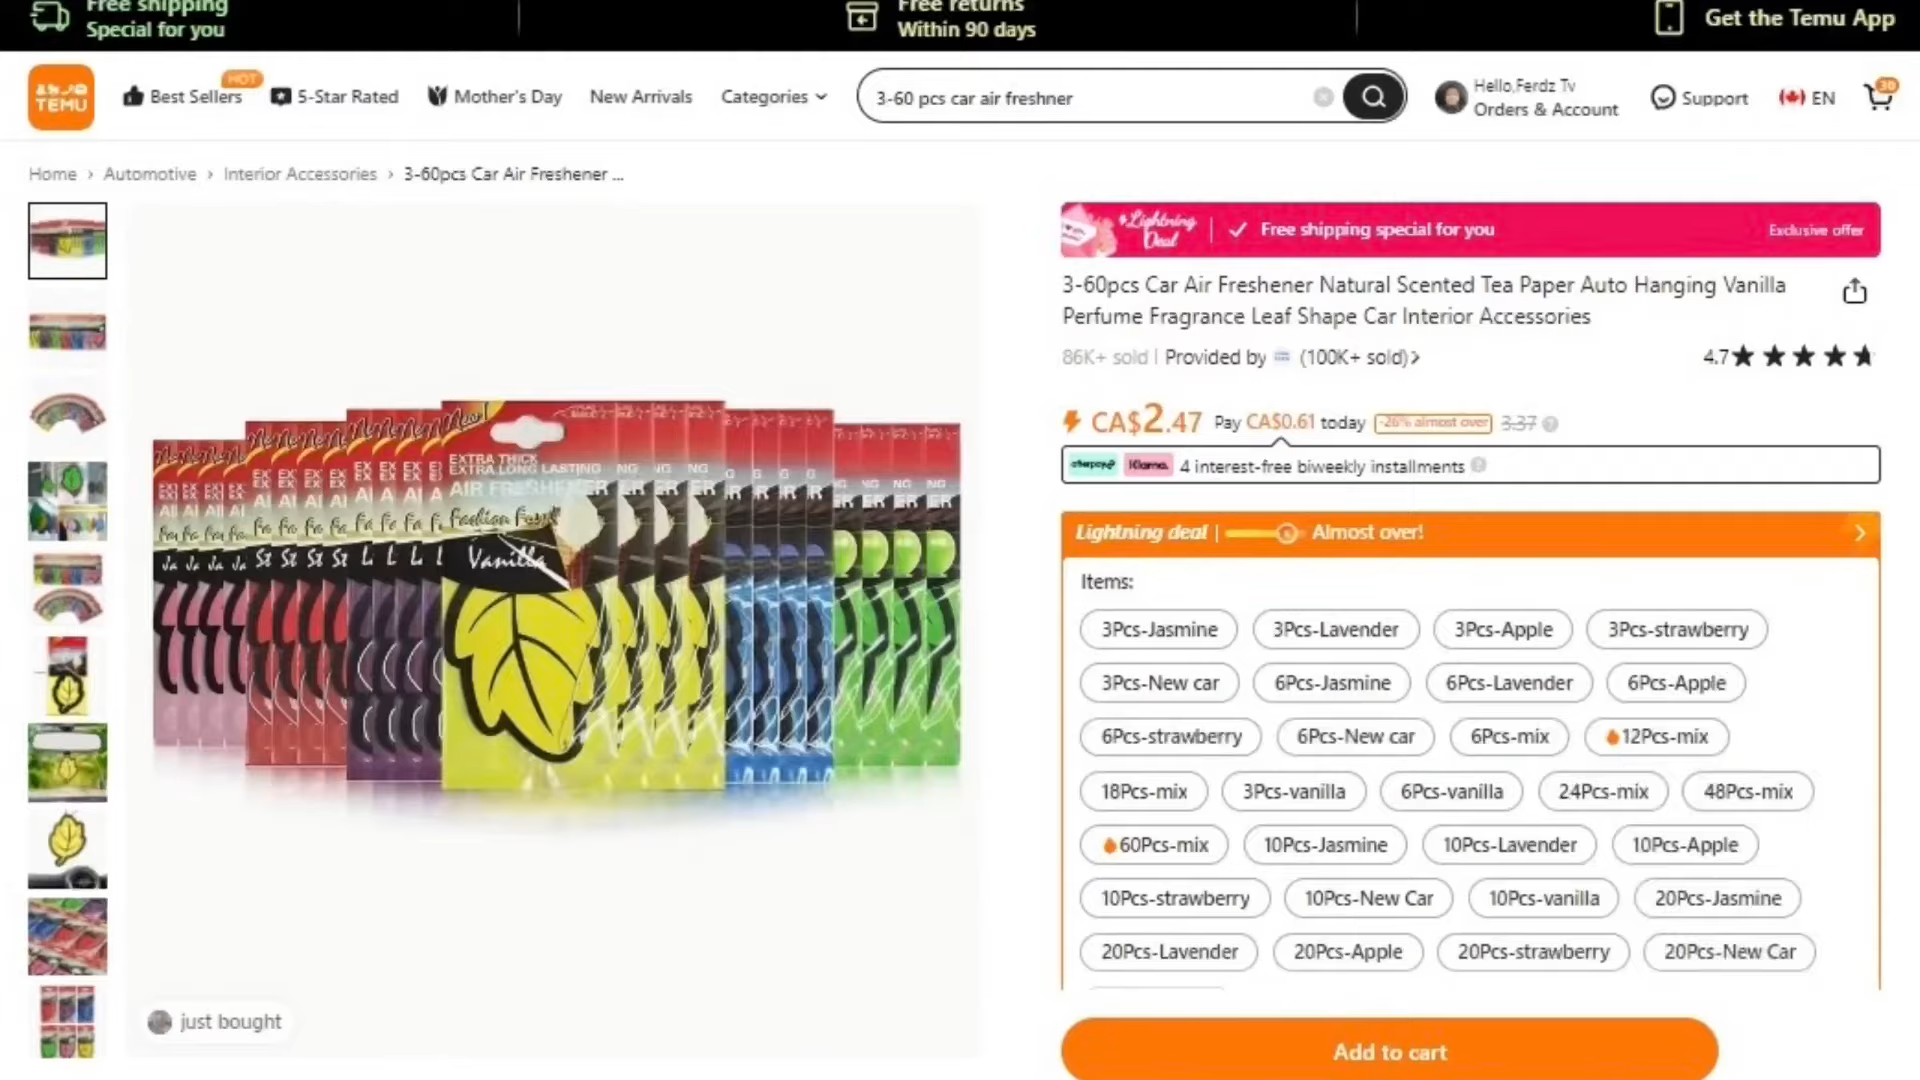 Free shipping
Special for you
Free returns
Within 90 days
Get the Temu App
TEMU
Best Sellers
HOT
5-Star Rated
Mother's Day
New Arrivals
Categories
3-60 pcs car air freshner
Hello,Ferdz Tv
Orders & Account
Support
EN
30
Home › Automotive › Interior Accessories › 3-60pcs Car Air Freshener ...
Lightning
Deal
Free shipping special for you
Exclusive offer
3-60pcs Car Air Freshener Natural Scented Tea Paper Auto Hanging Vanilla
Perfume Fragrance Leaf Shape Car Interior Accessories
86K+ sold | Provided by (100K+ sold)
4.7
CA$2.47 Pay CA$0.61 today -26% almost over 3.37
afterpay Klarna. 4 interest-free biweekly installments
Lightning deal | Almost over!
Items:
3Pcs-Jasmine 3Pcs-Lavender 3Pcs-Apple 3Pcs-strawberry
3Pcs-New car 6Pcs-Jasmine 6Pcs-Lavender 6Pcs-Apple
6Pcs-strawberry 6Pcs-New car 6Pcs-mix 12Pcs-mix
18Pcs-mix 3Pcs-vanilla 6Pcs-vanilla 24Pcs-mix 48Pcs-mix
60Pcs-mix 10Pcs-Jasmine 10Pcs-Lavender 10Pcs-Apple
10Pcs-strawberry 10Pcs-New Car 10Pcs-vanilla 20Pcs-Jasmine
20Pcs-Lavender 20Pcs-Apple 20Pcs-strawberry 20Pcs-New Car
Add to cart
EXTRA THICK
EXTRA LONG LASTING
AIR FRESHENER
Vanilla
just bought